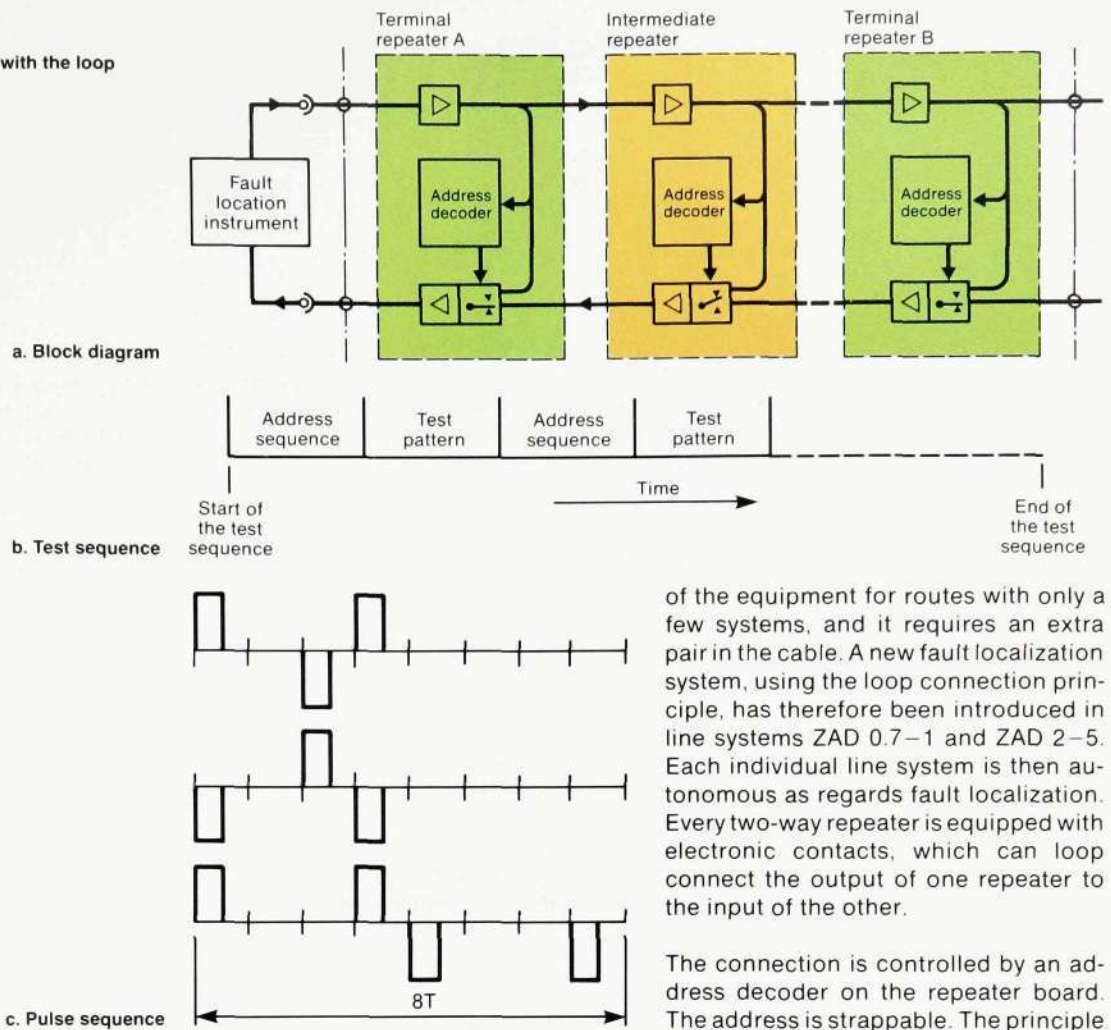 with the loop
Terminal
repeater A
Intermediate
repeater
Terminal
repeater B
Fault
location
instrument
Address
decoder
Address
decoder
Address
decoder
a. Block diagram
Address
sequence
Test
pattern
Address
sequence
Test
pattern
Time
Start of
the test
sequence
End of
the test
sequence
b. Test sequence
8T
c. Pulse sequence
of the equipment for routes with only a
few systems, and it requires an extra
pair in the cable. A new fault localization
system, using the loop connection prin-
ciple, has therefore been introduced in
line systems ZAD 0.7–1 and ZAD 2–5.
Each individual line system is then au-
tonomous as regards fault localization.
Every two-way repeater is equipped with
electronic contacts, which can loop
connect the output of one repeater to
the input of the other.
The connection is controlled by an ad-
dress decoder on the repeater board.
The address is strappable. The principle